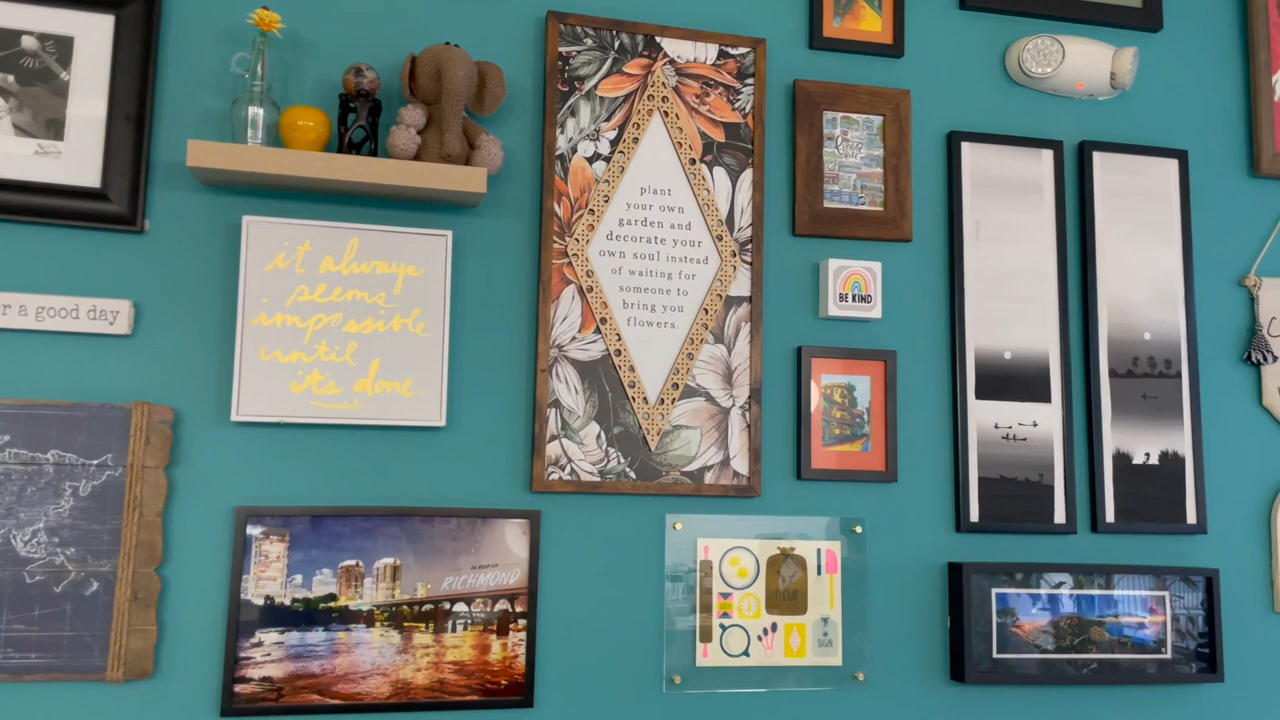 r a good day
it always
seems
impossible
until
it's done.
plant
your own
garden and
decorate your
own soul instead
of waiting for
someone to
bring you
flowers.
BE KIND
RICHMOND
FLOUR
SUGAR